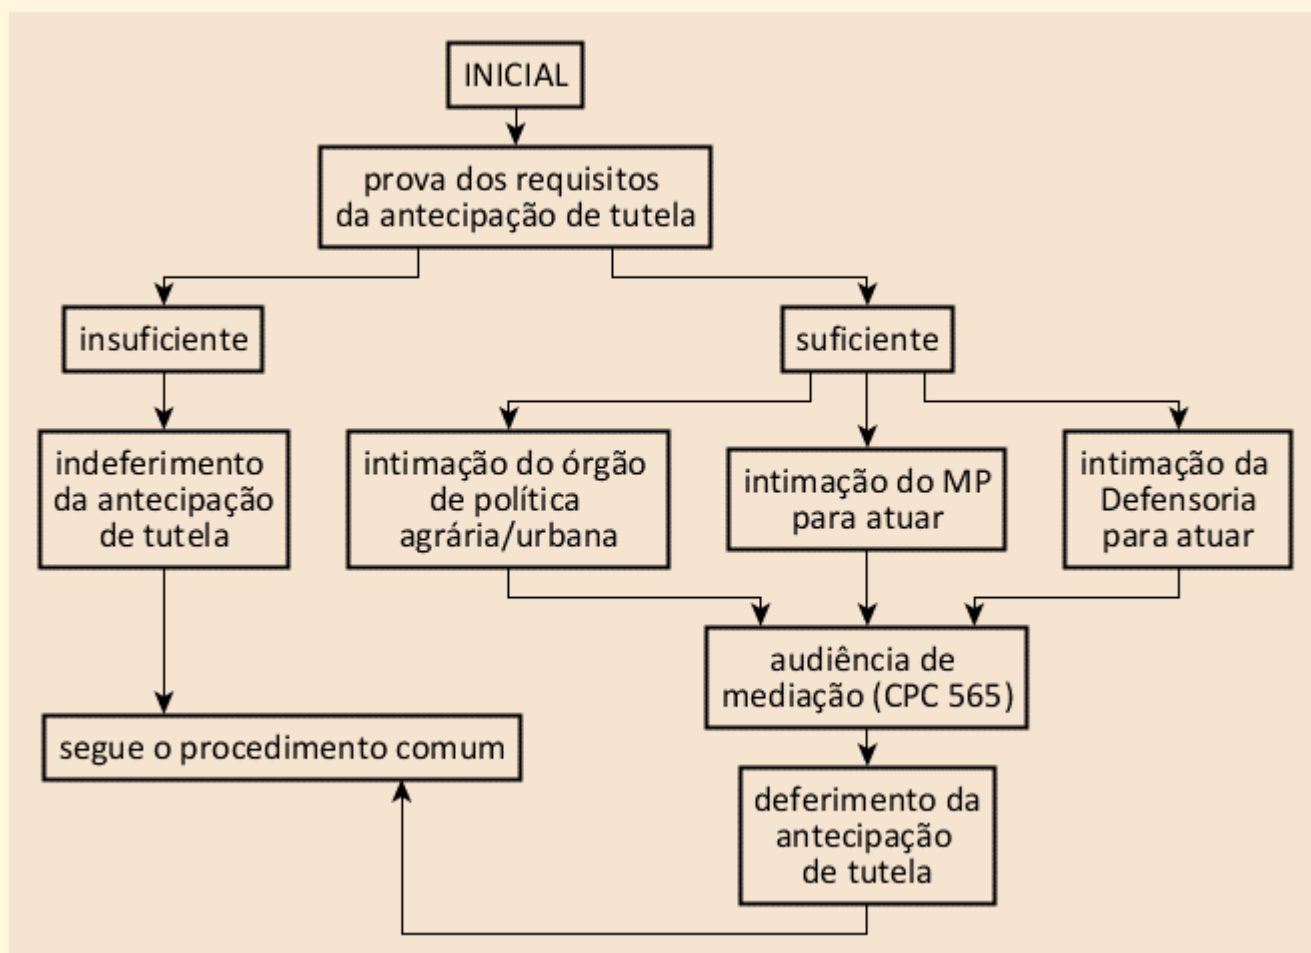 INICIAL
prova dos requisitos
da antecipação de tutela
insuficiente
suficiente
indeferimento
da antecipação
de tutela
intimação do órgão
de política
agrária/urbana
intimação do MP
para atuar
intimação da
Defensoria
para atuar
audiência de
mediação (CPC 565)
segue o procedimento comum
deferimento da
antecipação
de tutela